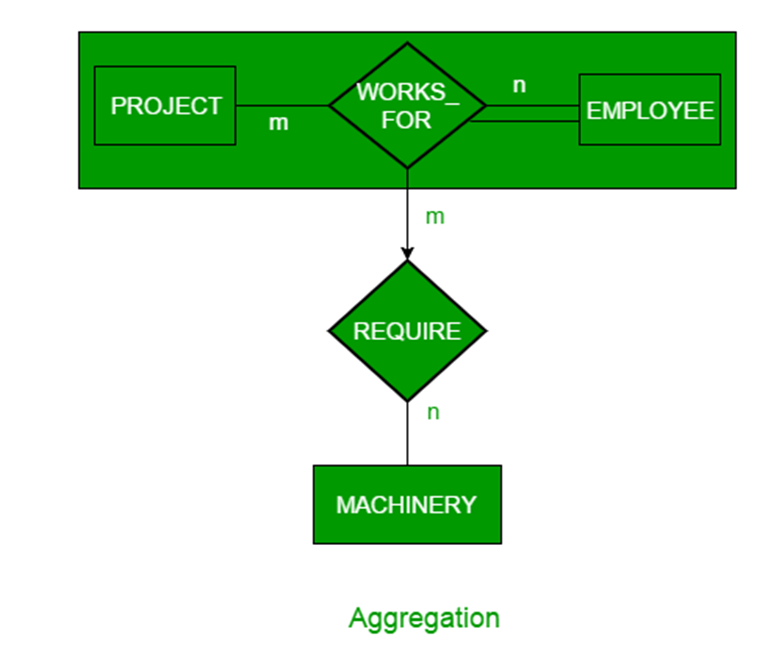 PROJECT
m
WORKS_
FOR
n
EMPLOYEE
m
REQUIRE
n
MACHINERY
Aggregation